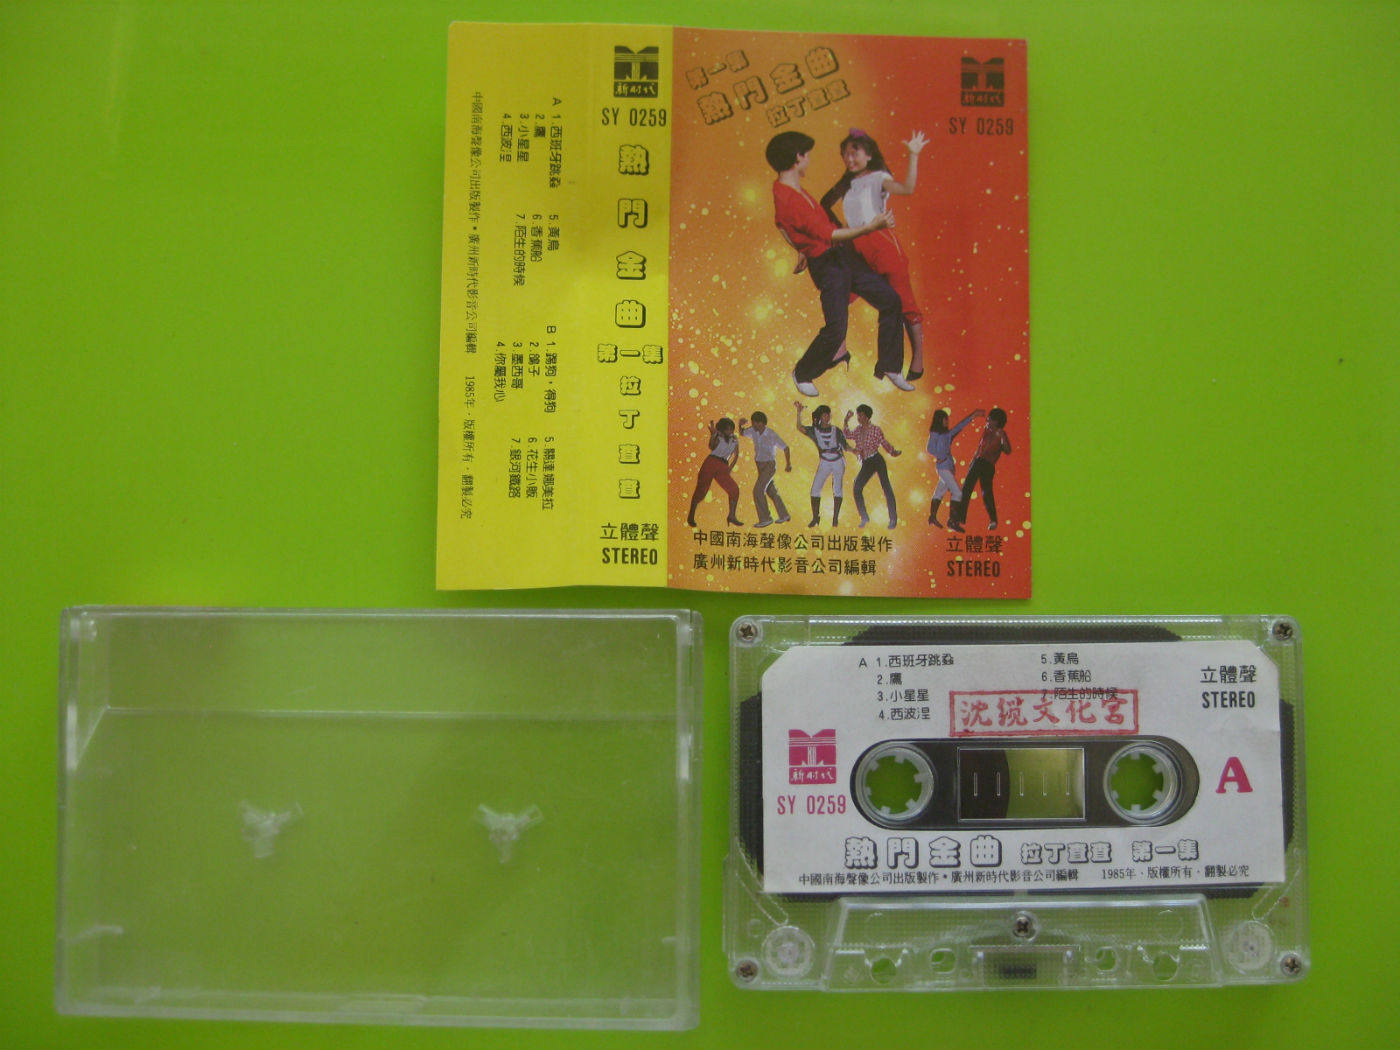 新时代
SY 0259
熱門金曲
第一集
拉丁查查
立體聲
STEREO
A 1.西班牙跳蝨
2.鷹
3.小星星
4.西波涅
5.黃鳥
6.香蕉船
7.陌生的時候
B 1.踢狗，得狗
2.鴿子
3.墨西哥
4.你屬我心
5.關達娜美拉
6.花生小販
7.銀河鐵路
中國南海聲像公司出版製作•廣州新時代影音公司編輯 1985年·版權所有·翻製必究
第一集
熱門金曲
拉丁查查
新时代
SY 0259
中國南海聲像公司出版製作
廣州新時代影音公司編輯
立體聲
STEREO
A 1.西班牙跳蝨
2.鷹
3.小星星
4.西波涅
5.黃鳥
6.香蕉船
7.陌生的時候
立體聲
STEREO
沈缆文化宮
新时代
SY 0259
A
熱門金曲 拉丁查查 第一集
中國南海聲像公司出版製作•廣州新時代影音公司編輯 1985年·版權所有·翻製必究